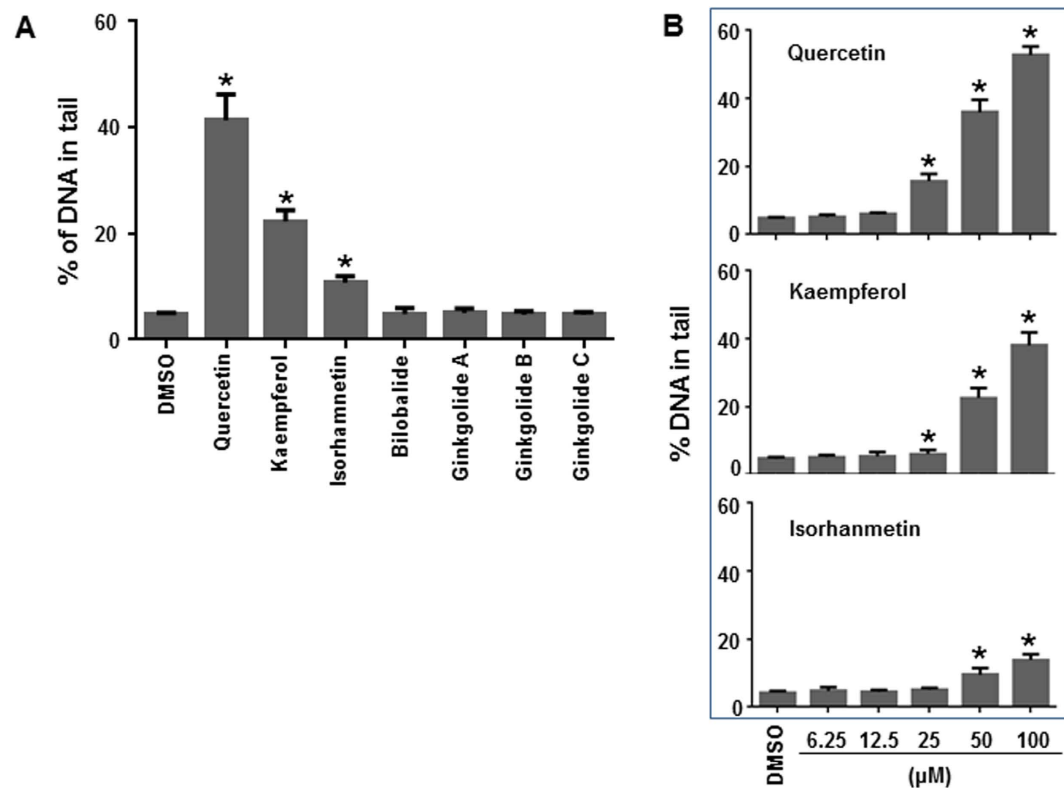 A
% of DNA in tail
60
40
20
0
*
*
*
DMSO
Quercetin
Kaempferol
Isorhamnetin
Bilobalide
Ginkgolide A
Ginkgolide B
Ginkgolide C
B
% DNA in tail
Quercetin
60
40
20
0
*
*
*
Kaempferol
60
40
20
0
*
*
*
Isorhanmetin
60
40
20
0
*
*
DMSO
6.25 12.5 25 50 100
(µM)